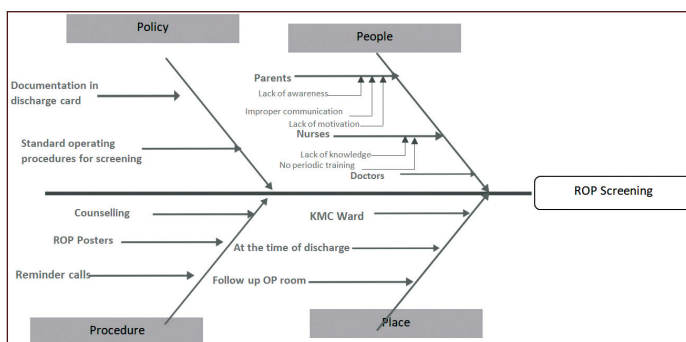 Policy
People
Documentation in
discharge card
Parents
Lack of awareness
Improper communication
Lack of motivation
Standard operating
procedures for screening
Nurses
Lack of knowledge
No periodic training
Doctors
ROP Screening
Counselling
KMC Ward
ROP Posters
At the time of discharge
Reminder calls
Follow up OP room
Procedure
Place